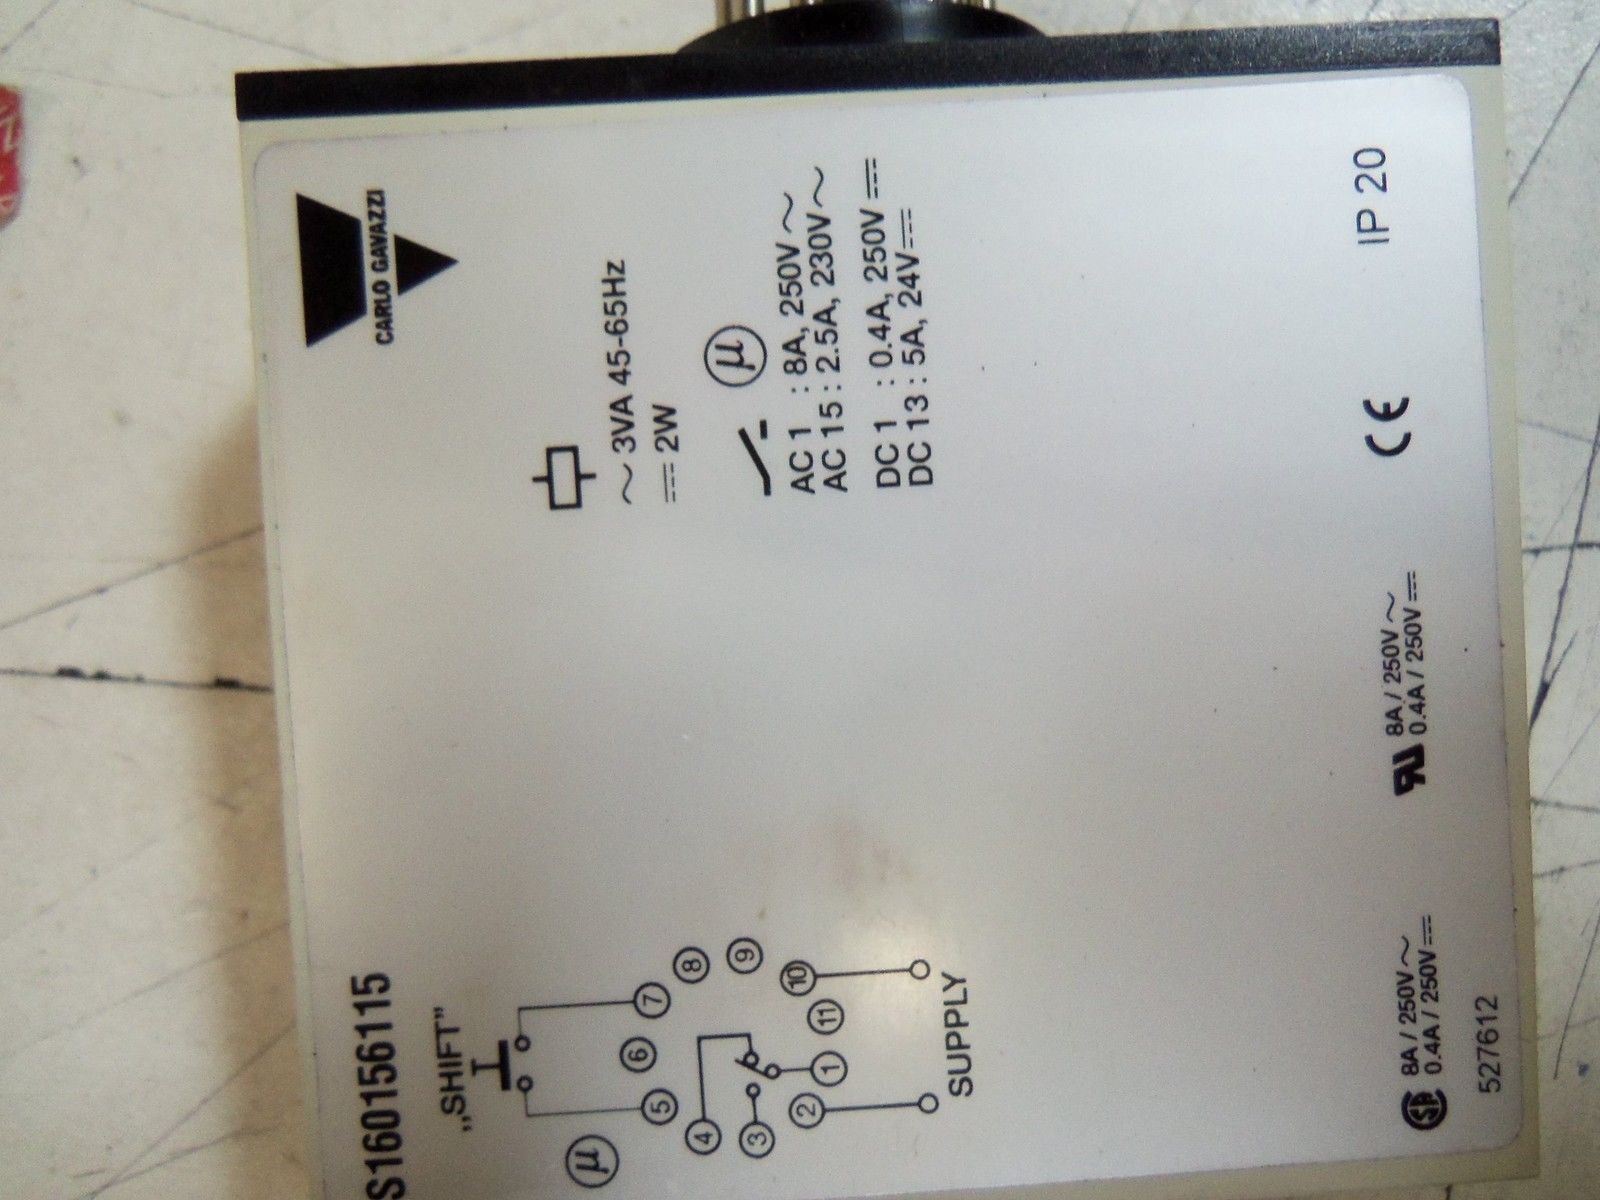 S160156115
„SHIFT”
µ
5
6
7
4
8
3
9
2
1
11
10
SUPPLY
CARLO GAVAZZI
~ 3VA 45-65Hz
⎓ 2W
µ
AC 1 : 8A, 250V ~
AC 15 : 2.5A, 230V ~
DC 1 : 0.4A, 250V ⎓
DC 13 : 5A, 24V ⎓
8A / 250V ~
0.4A / 250V ⎓
8A / 250V ~
0.4A / 250V ⎓
CE
IP 20
527612